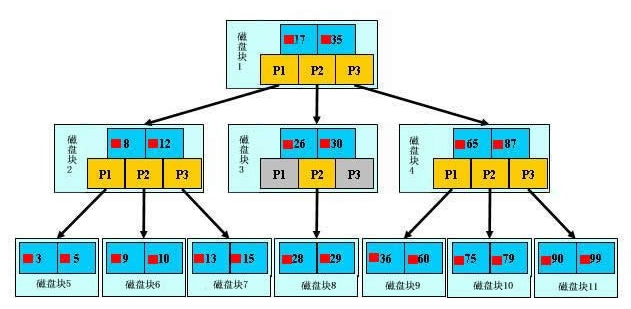 磁盘块1
17 35
P1 P2 P3
磁盘块2
8 12
P1 P2 P3
磁盘块3
26 30
P1 P2 P3
磁盘块4
65 87
P1 P2 P3
3 5
磁盘块5
9 10
磁盘块6
13 15
磁盘块7
28 29
磁盘块8
36 60
磁盘块9
75 79
磁盘块10
90 99
磁盘块11